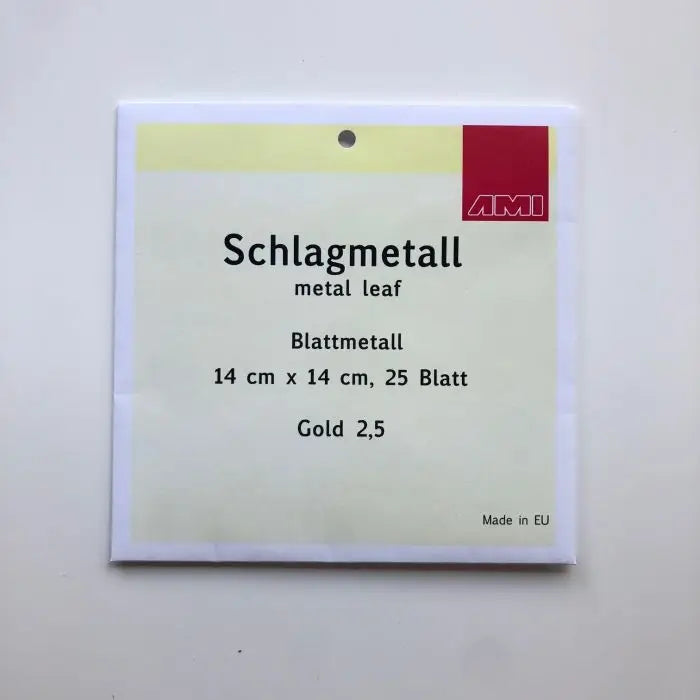 AMI
Schlagmetall
metal leaf
Blattmetall
14 cm x 14 cm, 25 Blatt
Gold 2,5
Made in EU